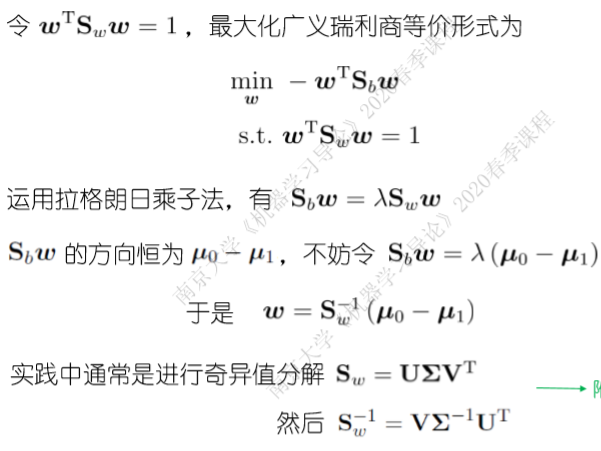 令 $\boldsymbol{w}^{\mathrm{T}}\mathbf{S}_w\boldsymbol{w} = 1$，最大化广义瑞利商等价形式为
$\min_{\boldsymbol{w}} \; -\boldsymbol{w}^{\mathrm{T}}\mathbf{S}_b\boldsymbol{w}$
$\text{s.t. } \boldsymbol{w}^{\mathrm{T}}\mathbf{S}_w\boldsymbol{w} = 1$
运用拉格朗日乘子法，有 $\mathbf{S}_b\boldsymbol{w} = \lambda\mathbf{S}_w\boldsymbol{w}$
$\mathbf{S}_b\boldsymbol{w}$ 的方向恒为 $\boldsymbol{\mu}_0 - \boldsymbol{\mu}_1$，不妨令 $\mathbf{S}_b\boldsymbol{w} = \lambda(\boldsymbol{\mu}_0 - \boldsymbol{\mu}_1)$
于是 $\boldsymbol{w} = \mathbf{S}_w^{-1}(\boldsymbol{\mu}_0 - \boldsymbol{\mu}_1)$
实践中通常是进行奇异值分解 $\mathbf{S}_w = \mathbf{U}\mathbf{\Sigma}\mathbf{V}^{\mathrm{T}}$
然后 $\mathbf{S}_w^{-1} = \mathbf{V}\mathbf{\Sigma}^{-1}\mathbf{U}^{\mathrm{T}}$
南京大学《机器学习导论》2020春季课程
南京大学《机器学习导论》2020春季课程